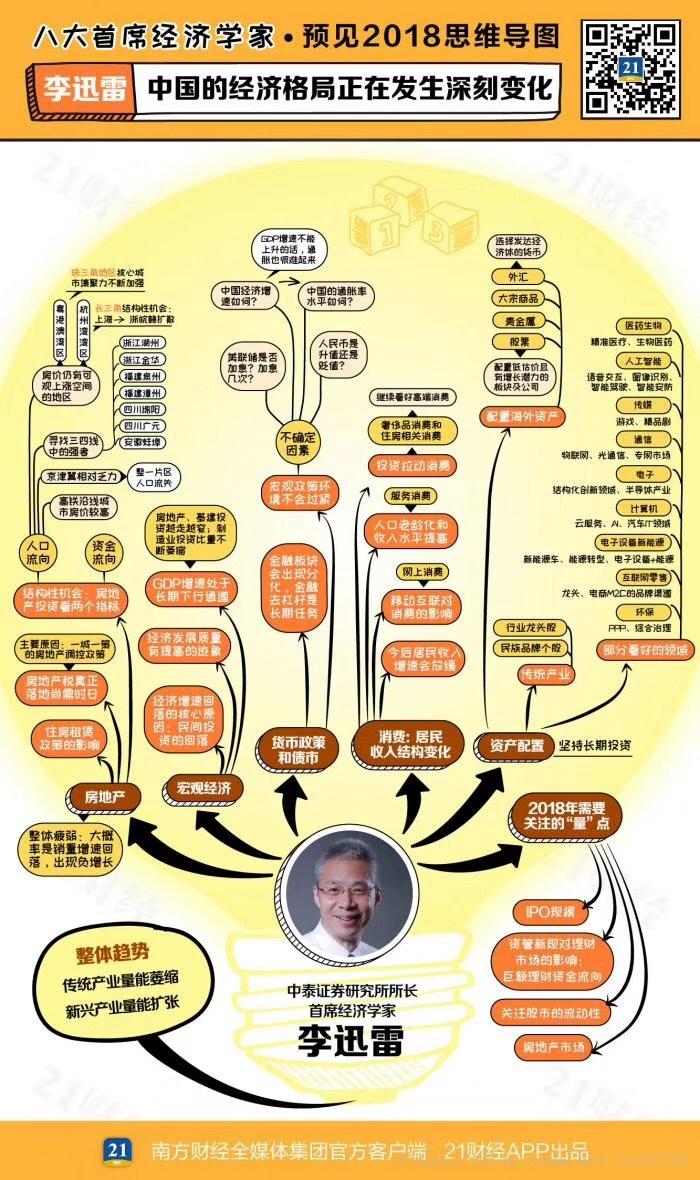 八大首席经济学家·预见2018思维导图
李迅雷
中国的经济格局正在发生深刻变化
21
21财经
21财经
珠三角地区核心城
市集聚力不断加强
粤港澳湾区
杭州湾湾区
长三角结构性机会:
上海→浙皖赣扩散
房价仍有可
观上涨空间
的地区
浙江湖州
浙江金华
福建泉州
福建漳州
四川绵阳
四川广元
安徽蚌埠
寻找三四线
中的强者
京津冀相对乏力
整一片区
人口流失
高铁沿线城
市房价较高
人口
流向
资金
流向
结构性机会:房地
产投资看两个指标
主要原因:一城一策
的房地产调控政策
房地产税真正
落地尚需时日
住房租赁
政策的影响
房地产
整体疲弱:大概
率是销量增速回
落,出现负增长
房地产、基建投
资越走越窄;制
造业投资比重不
断萎缩
GDP增速处于
长期下行通道
经济发展质量
有提高的迹象
经济增速回
落的核心原
因:民间投
资的回落
宏观经济
GDP增速不能
上升的话,通
胀也很难起来
中国经济增
速如何?
中国的通胀率
水平如何?
美联储是否
加息?加息
几次?
人民币是
升值还是
贬值?
不确定
因素
宏观政策环
境不会过紧
金融板块
会出现分
化,金融
去杠杆是
长期任务
货币政策
和债市
继续看好高端消费
奢侈品消费和
住房相关消费
投资拉动消费
服务消费
人口老龄化和
收入水平提高
网上消费
移动互联对
消费的影响
今后居民收入
增速会放缓
消费:居民
收入结构变化
选择发达经
济体的货币
外汇
大宗商品
贵金属
股票
配置低估价且
有增长潜力的
板块及公司
配置海外资产
行业龙头股
民族品牌个股
传统产业
资产配置
坚持长期投资
医药生物
精准医疗、生物医药
人工智能
语音交互、图像识别、
智能驾驶、智能安防
传媒
游戏、精品剧
通信
物联网、光通信、专网市场
电子
结构化创新领域、半导体产业
计算机
云服务、AI、汽车IT领域
电子设备新能源
新能源车、能源转型、电子设备+能源
互联网零售
龙头、电商M2C的品牌渠道
环保
PPP、综合治理
部分看好的领域
2018年需要
关注的“量”点
IPO规模
资管新规对理财
市场的影响:
巨额理财资金流向
关注股市的流动性
房地产市场
整体趋势
传统产业量能萎缩
新兴产业量能扩张
中泰证券研究所所长
首席经济学家
李迅雷
21
南方财经全媒体集团官方客户端 21财经APP出品